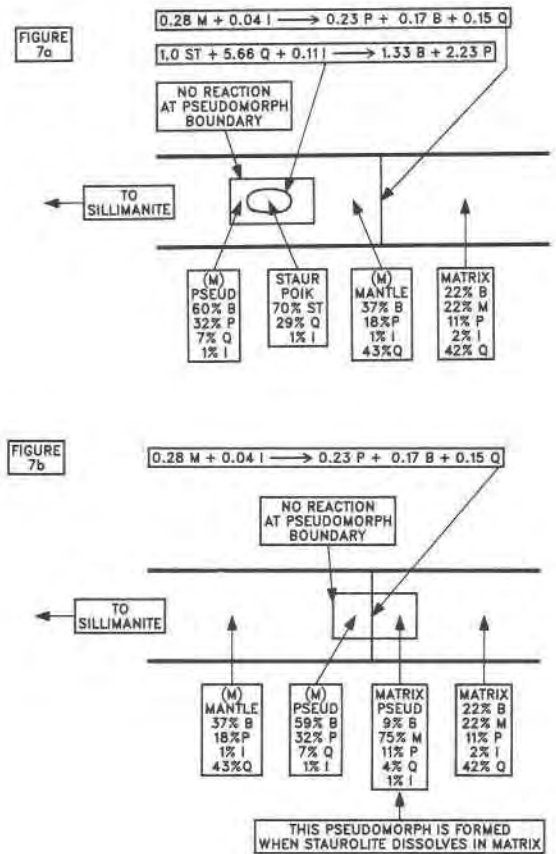 FIGURE
7a
0.28 M + 0.04 I → 0.23 P + 0.17 B + 0.15 Q
1.0 ST + 5.66 Q + 0.11 I → 1.33 B + 2.23 P
NO REACTION
AT PSEUDOMORPH
BOUNDARY
TO
SILLIMANITE
(M)
PSEUD
60% B
32% P
7% Q
1% I
STAUR
POIK
70% ST
29% Q
1% I
(M)
MANTLE
37% B
18%P
1% I
43%Q
MATRIX
22% B
22% M
11% P
2% I
42% Q
FIGURE
7b
0.28 M + 0.04 I → 0.23 P + 0.17 B + 0.15 Q
NO REACTION
AT PSEUDOMORPH
BOUNDARY
TO
SILLIMANITE
(M)
MANTLE
37% B
18%P
1% I
43%Q
(M)
PSEUD
59% B
32% P
7% Q
1% I
MATRIX
PSEUD
9% B
75% M
11% P
4% Q
1% I
MATRIX
22% B
22% M
11% P
2% I
42% Q
THIS PSEUDOMORPH IS FORMED
WHEN STAUROLITE DISSOLVES IN MATRIX